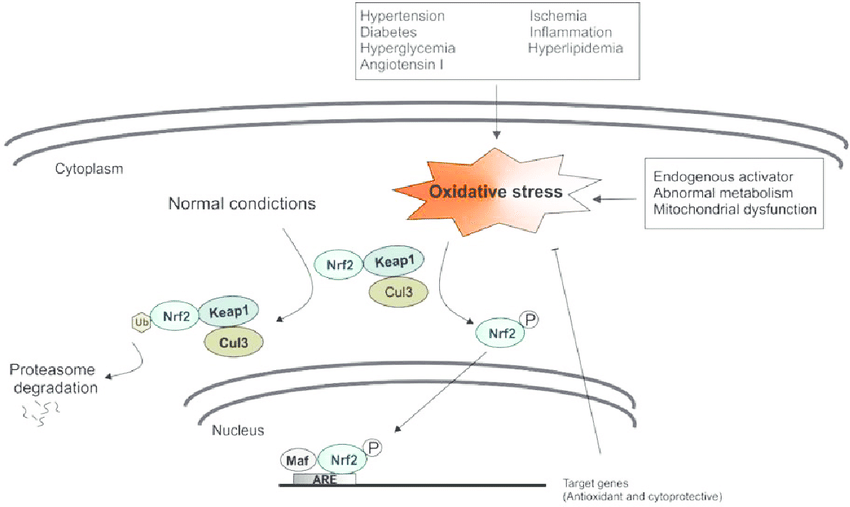 Hypertension
Diabetes
Hyperglycemia
Angiotensin I
Ischemia
Inflammation
Hyperlipidemia
Cytoplasm
Oxidative stress
Endogenous activator
Abnormal metabolism
Mitochondrial dysfunction
Normal conditions
Nrf2
Keap1
Cul3
Ub
Nrf2
Keap1
Cul3
P
Nrf2
Proteasome
degradation
Nucleus
Maf
Nrf2
P
ARE
Target genes
(Antioxidant and cytoprotective)